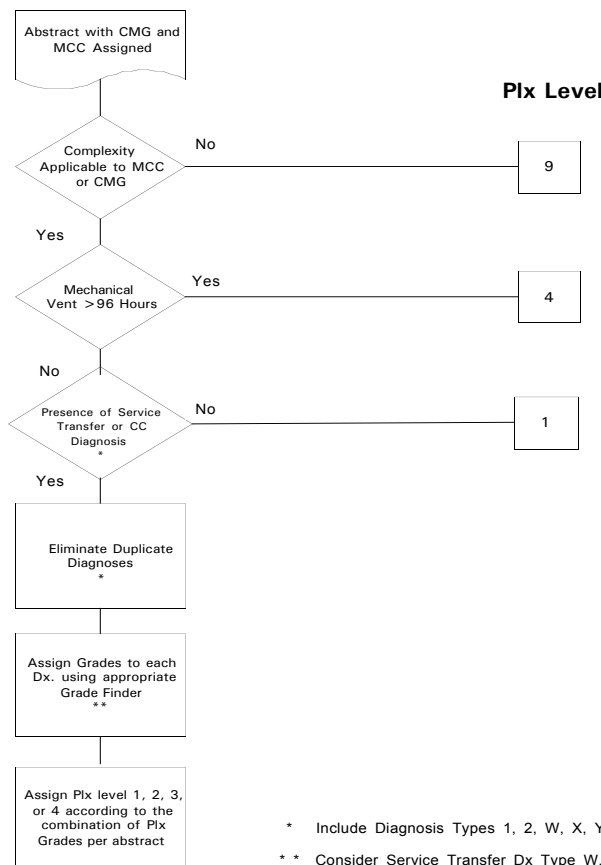 Abstract with CMG and
MCC Assigned
Plx Level
Complexity
Applicable to MCC
or CMG
No
9
Yes
Mechanical
Vent >96 Hours
Yes
4
No
Presence of Service
Transfer or CC
Diagnosis
*
No
1
Yes
Eliminate Duplicate
Diagnoses
*
Assign Grades to each
Dx. using appropriate
Grade Finder
**
Assign Plx level 1, 2, 3,
or 4 according to the
combination of Plx
Grades per abstract
* Include Diagnosis Types 1, 2, W, X, Y
* * Consider Service Transfer Dx Type W,